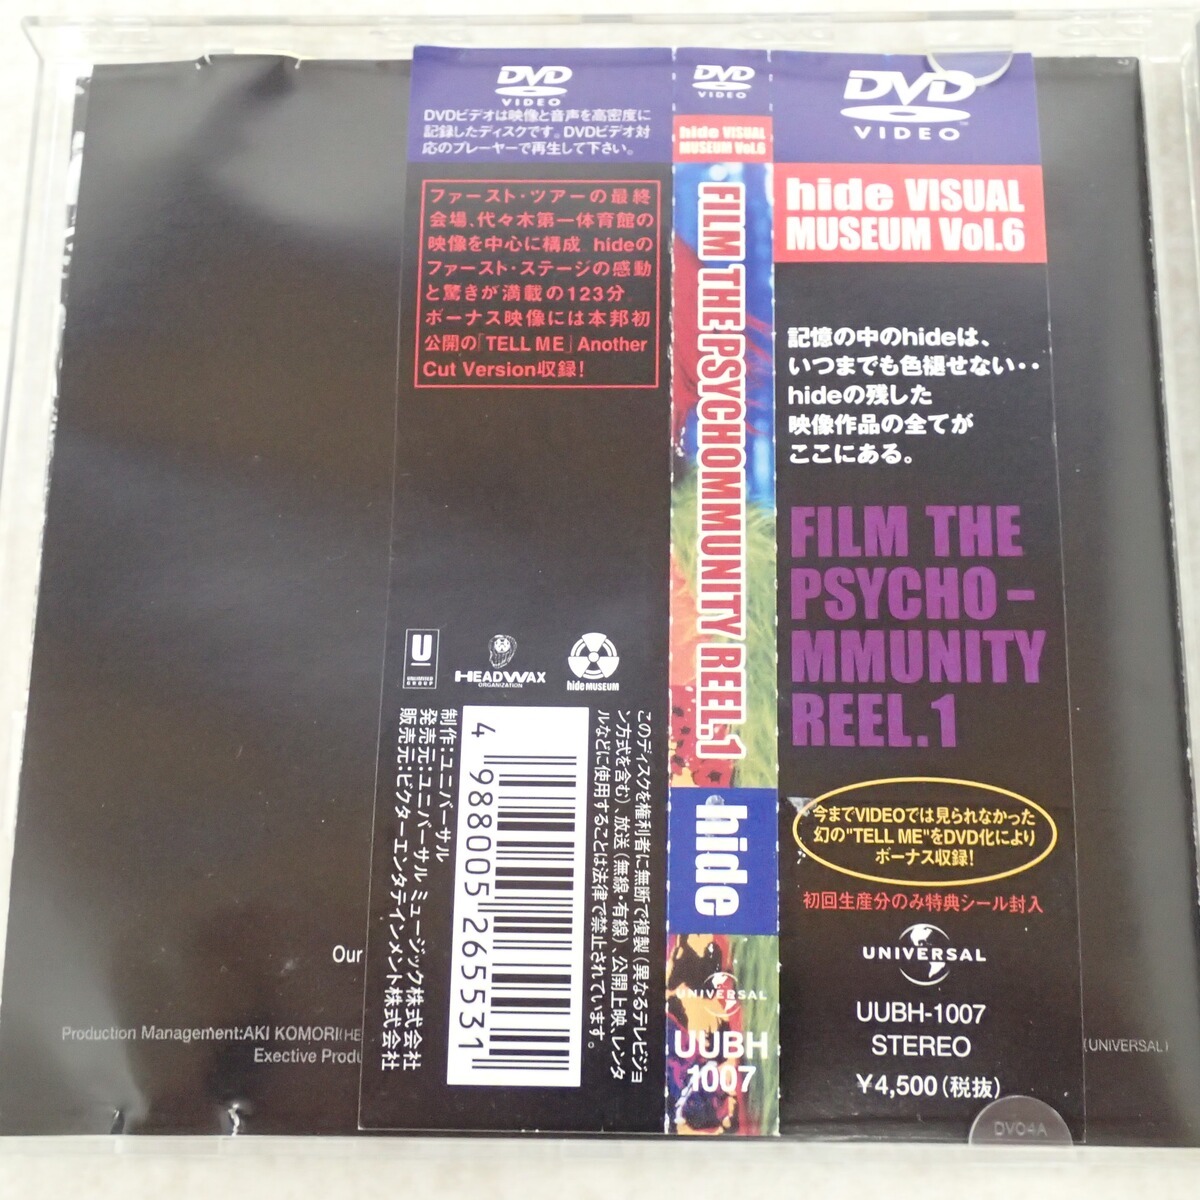 DVD
VIDEO
DVDビデオは映像と音声を高密度に
記録したディスクです。DVDビデオ対
応のプレーヤーで再生して下さい。
ファースト・ツアーの最終
会場、代々木第一体育館の
映像を中心に構成 hideの
ファースト・ステージの感動
と驚きが満載の123分
ボーナス映像には本邦初
公開の「TELL ME」Another
Cut Version収録!
U
UNLIMITED
GROUP
HEADWAX
ORGANIZATION
hide MUSEUM
このディスクを権利者に無断で複製(異なるテレビジョ
ン方式を含む)、放送(無線・有線)、公開上映、レンタ
ルなどに使用することは法律で禁止されています。
4 988005 265531
制作:ユニバーサル
発売元:ユニバーサル ミュージック株式会社
販売元:ビクターエンタテインメント株式会社
DVD
VIDEO
hide VISUAL
MUSEUM Vol.6
FILM THE PSYCHOMMUNITY REEL.1
hide
UNIVERSAL
UUBH
1007
DVD
VIDEO
hide VISUAL
MUSEUM Vol.6
記憶の中のhideは、
いつまでも色褪せない・・
hideの残した
映像作品の全てが
ここにある。
FILM THE
PSYCHO–
MMUNITY
REEL.1
今までVIDEOでは見られなかった
幻の"TELL ME"をDVD化により
ボーナス収録!
初回生産分のみ特典シール封入
UNIVERSAL
UUBH-1007
STEREO
¥4,500(税抜)
Our
Production Management:AKI KOMORI(HE
Exective Produ
(UNIVERSAL)
DV04A